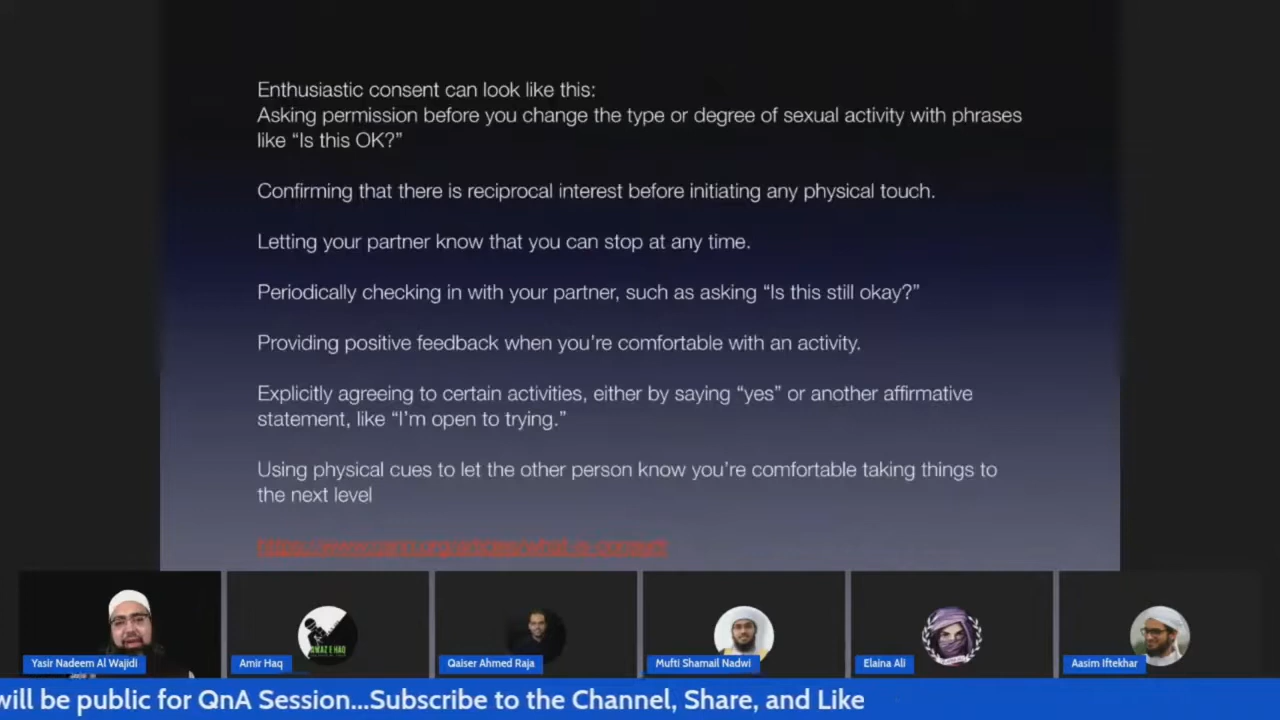 Enthusiastic consent can look like this:
Asking permission before you change the type or degree of sexual activity with phrases
like “Is this OK?”
Confirming that there is reciprocal interest before initiating any physical touch.
Letting your partner know that you can stop at any time.
Periodically checking in with your partner, such as asking “Is this still okay?”
Providing positive feedback when you’re comfortable with an activity.
Explicitly agreeing to certain activities, either by saying “yes” or another affirmative
statement, like “I’m open to trying.”
Using physical cues to let the other person know you’re comfortable taking things to
the next level
Yasir Nadeem Al Wajidi
Amir Haq
Qaiser Ahmed Raja
Mufti Shamail Nadwi
Elaina Ali
Aasim Iftekhar
will be public for QnA Session...Subscribe to the Channel, Share, and Like